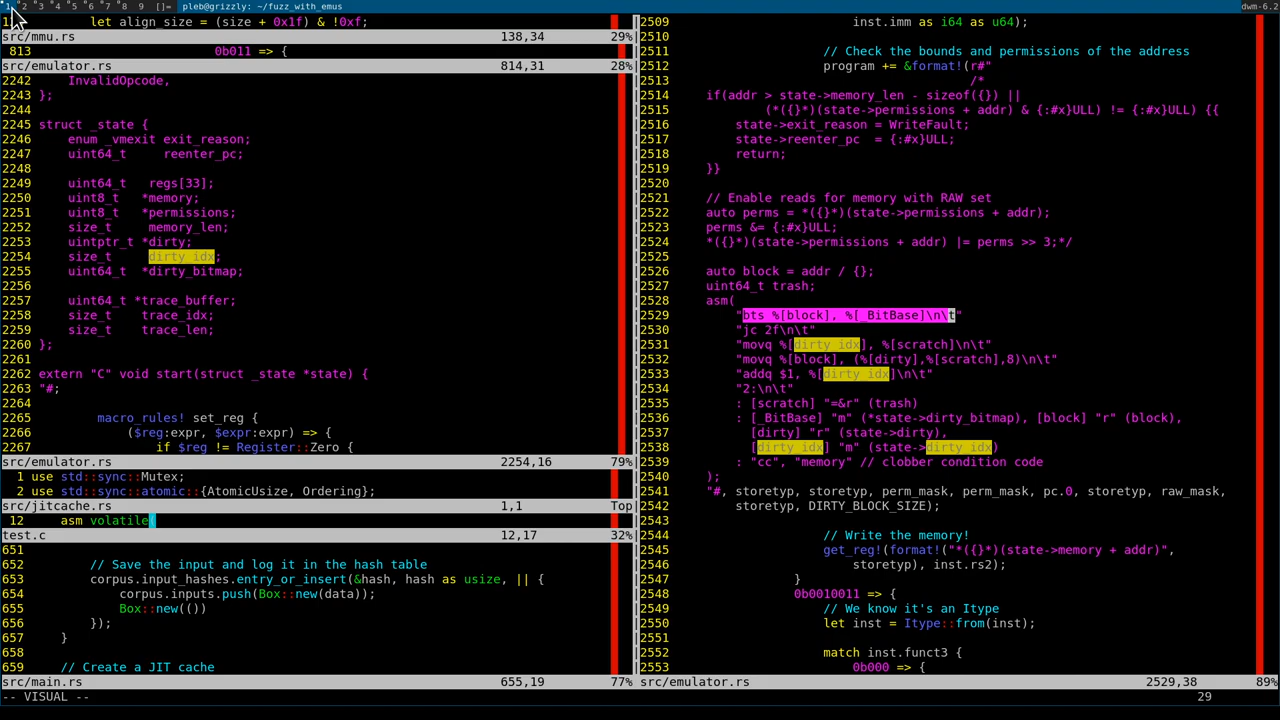 1 2 3 4 5 6 7 8 9 []= pleb@grizzly: ~/fuzz_with_emus dwm-6.2
let align_size = (size + 0x1f) & !0xf;
src/mmu.rs 138,34 29%
813 0b011 => {
src/emulator.rs 814,31 28%
2242 InvalidOpcode,
2243 };
2244
2245 struct _state {
2246 enum _vmexit exit_reason;
2247 uint64_t reenter_pc;
2248
2249 uint64_t regs[33];
2250 uint8_t *memory;
2251 uint8_t *permissions;
2252 size_t memory_len;
2253 uintptr_t *dirty;
2254 size_t dirty_idx;
2255 uint64_t *dirty_bitmap;
2256
2257 uint64_t *trace_buffer;
2258 size_t trace_idx;
2259 size_t trace_len;
2260 };
2261
2262 extern "C" void start(struct _state *state) {
2263 "#;
2264
2265 macro_rules! set_reg {
2266 ($reg:expr, $expr:expr) => {
2267 if $reg != Register::Zero {
src/emulator.rs 2254,16 79%
1 use std::sync::Mutex;
2 use std::sync::atomic::{AtomicUsize, Ordering};
src/jitcache.rs 1,1 Top
12 asm volatile(
test.c 12,17 32%
651
652 // Save the input and log it in the hash table
653 corpus.input_hashes.entry_or_insert(&hash, hash as usize, || {
654 corpus.inputs.push(Box::new(data));
655 Box::new(())
656 });
657 }
658
659 // Create a JIT cache
src/main.rs 655,19 77%
-- VISUAL -- 29
2509 inst.imm as i64 as u64);
2510
2511 // Check the bounds and permissions of the address
2512 program += &format!(r#"
2513 /*
2514 if(addr > state->memory_len - sizeof({}) ||
2515 (*({}*)(state->permissions + addr) & {:#x}ULL) != {:#x}ULL) {{
2516 state->exit_reason = WriteFault;
2517 state->reenter_pc = {:#x}ULL;
2518 return;
2519 }}
2520
2521 // Enable reads for memory with RAW set
2522 auto perms = *({}*)(state->permissions + addr);
2523 perms &= {:#x}ULL;
2524 *({}*)(state->permissions + addr) |= perms >> 3;*/
2525
2526 auto block = addr / {};
2527 uint64_t trash;
2528 asm(
2529 "bts %[block], %[_BitBase]\n\t"
2530 "jc 2f\n\t"
2531 "movq %[dirty_idx], %[scratch]\n\t"
2532 "movq %[block], (%[dirty],%[scratch],8)\n\t"
2533 "addq $1, %[dirty_idx]\n\t"
2534 "2:\n\t"
2535 : [scratch] "=&r" (trash)
2536 : [_BitBase] "m" (*state->dirty_bitmap), [block] "r" (block),
2537 [dirty] "r" (state->dirty),
2538 [dirty_idx] "m" (state->dirty_idx)
2539 : "cc", "memory" // clobber condition code
2540 );
2541 "#, storetyp, storetyp, perm_mask, perm_mask, pc.0, storetyp, raw_mask,
2542 storetyp, DIRTY_BLOCK_SIZE);
2543
2544 // Write the memory!
2545 get_reg!(format!("*({}*)(state->memory + addr)",
2546 storetyp), inst.rs2);
2547 }
2548 0b0010011 => {
2549 // We know it's an Itype
2550 let inst = Itype::from(inst);
2551
2552 match inst.funct3 {
2553 0b000 => {
src/emulator.rs 2529,38 89%